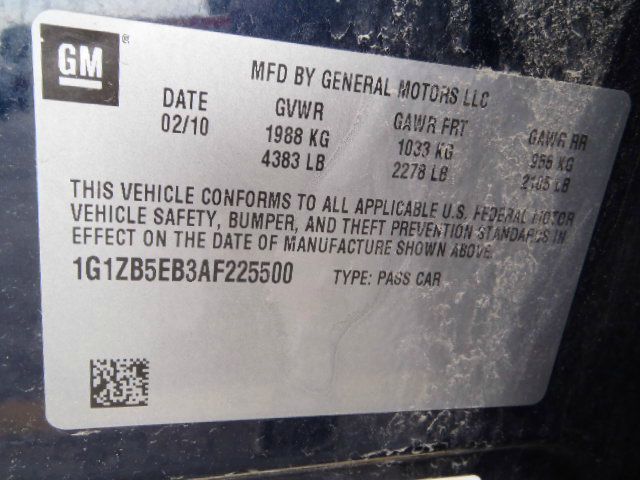 GM®
MFD BY GENERAL MOTORS LLC
DATE GVWR GAWR FRT GAWR RR
02/10 1988 KG 1033 KG 955 KG
4383 LB 2278 LB 2105 LB
THIS VEHICLE CONFORMS TO ALL APPLICABLE U.S. FEDERAL MOTOR
VEHICLE SAFETY, BUMPER, AND THEFT PREVENTION STANDARDS IN
EFFECT ON THE DATE OF MANUFACTURE SHOWN ABOVE.
1G1ZB5EB3AF225500 TYPE: PASS CAR